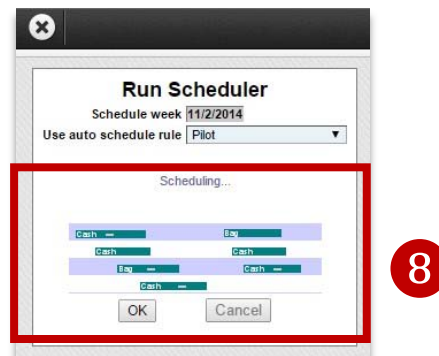 Run Scheduler
Schedule week 11/2/2014
Use auto schedule rule Pilot
Scheduling...
Cash Bag
Cash Cash
Bag Cash
Cash
OK Cancel
8